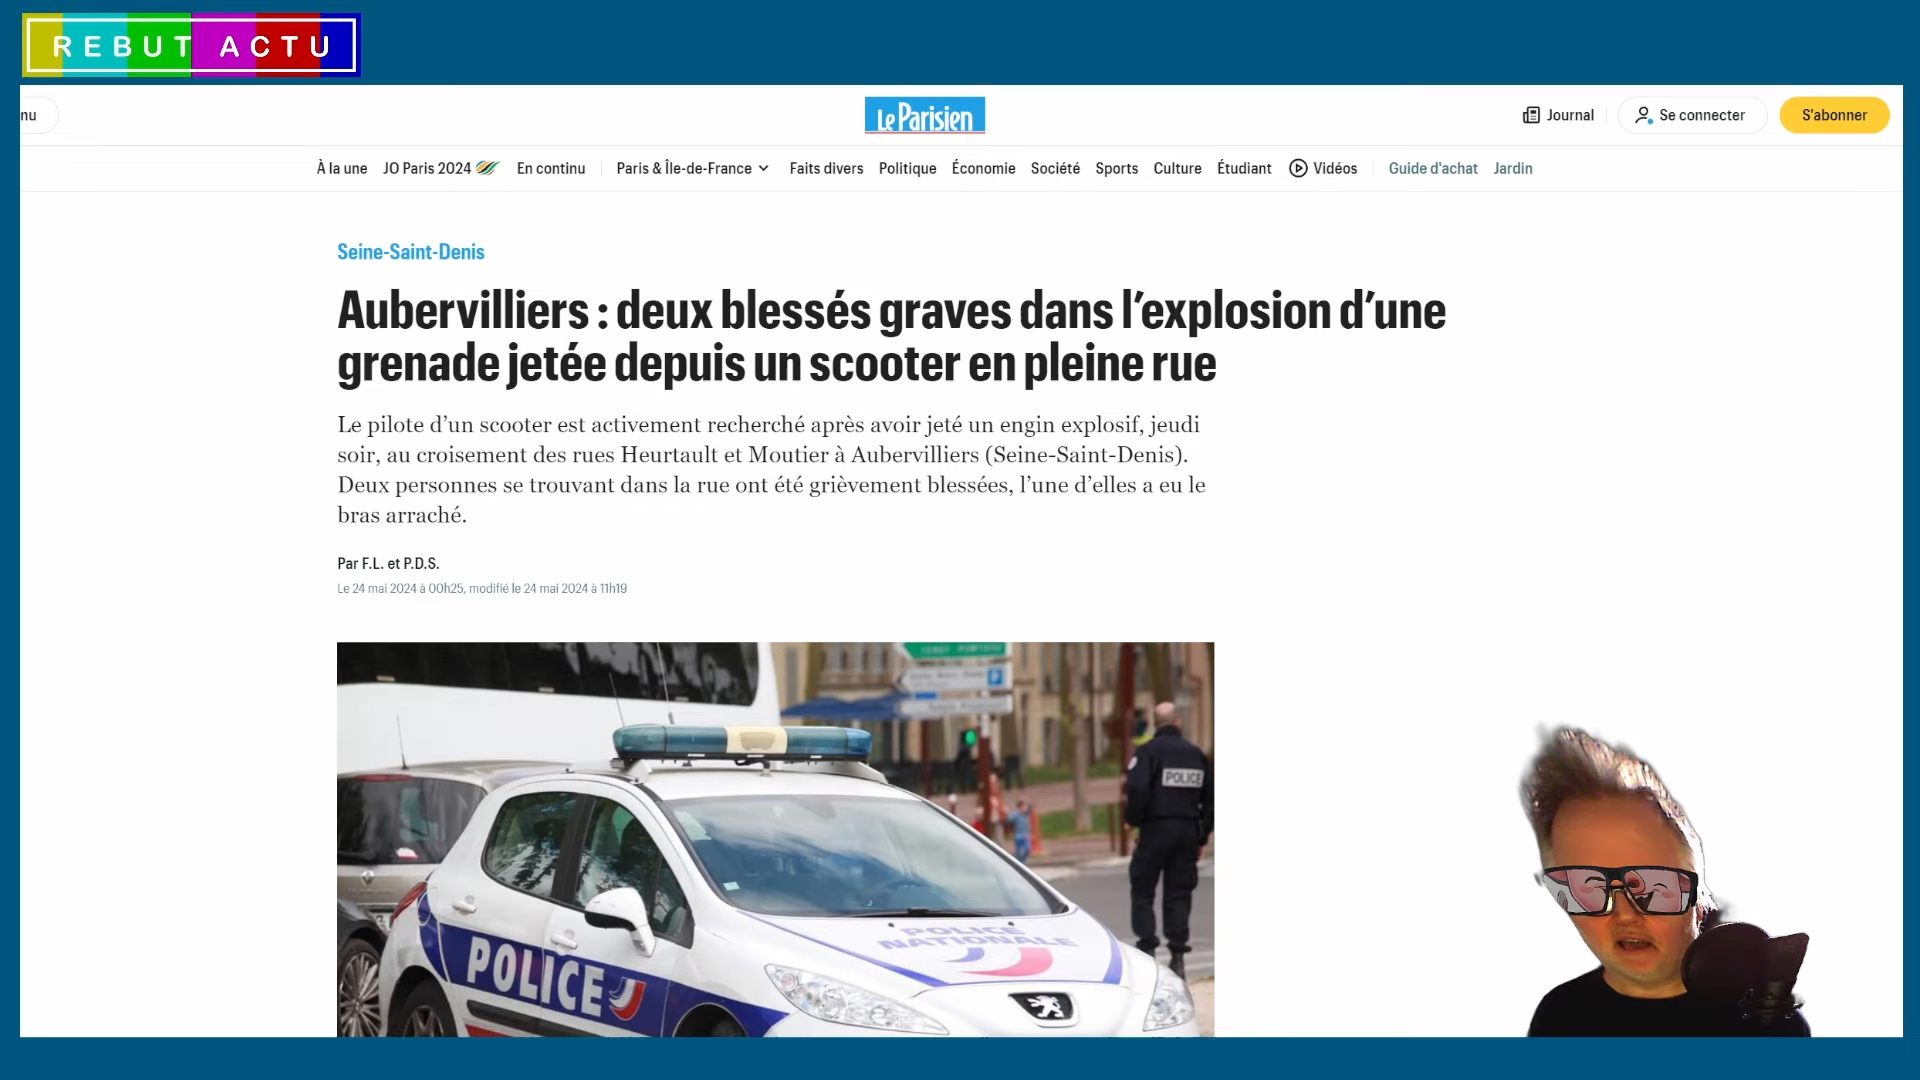 REBUT ACTU
nu
Le Parisien
Journal
Se connecter
S'abonner
À la une JO Paris 2024 En continu Paris & Île-de-France Faits divers Politique Économie Société Sports Culture Étudiant Vidéos Guide d'achat Jardin
Seine-Saint-Denis
Aubervilliers : deux blessés graves dans l’explosion d’une
grenade jetée depuis un scooter en pleine rue
Le pilote d’un scooter est activement recherché après avoir jeté un engin explosif, jeudi
soir, au croisement des rues Heurtault et Moutier à Aubervilliers (Seine-Saint-Denis).
Deux personnes se trouvant dans la rue ont été grièvement blessées, l’une d’elles a eu le
bras arraché.
Par F.L. et P.D.S.
Le 24 mai 2024 à 00h25, modifié le 24 mai 2024 à 11h19
P
POLICE
POLICE
NATIONALE
POLICE